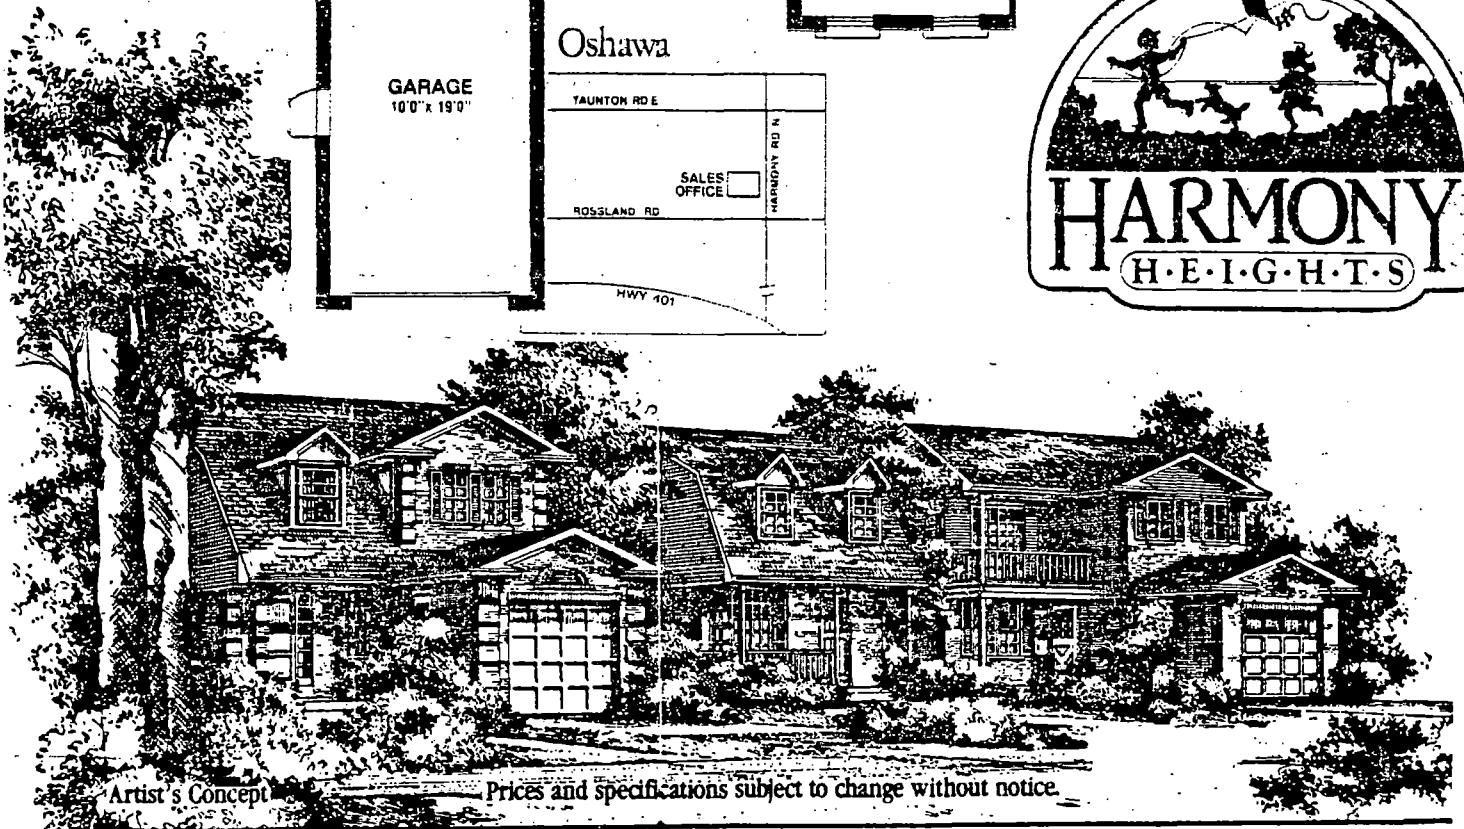 Oshawa
GARAGE
10'0" x 19'0"
TAUNTON RD E
HARMONY RD N
SALES
OFFICE
ROSSLAND RD
HWY 401
HARMONY
H·E·I·G·H·T·S
Artist's Concept
Prices and specifications subject to change without notice.